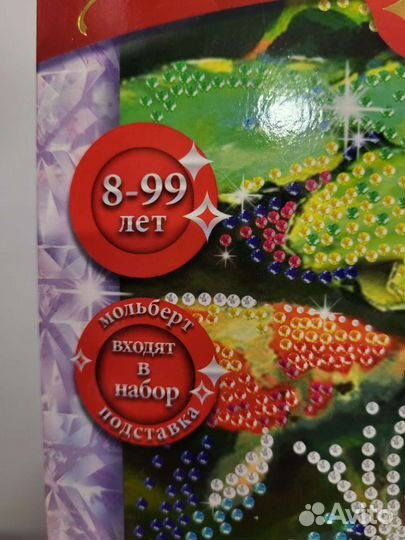 8-99
лет
мольберт
входят
в
набор
подставка
Avito